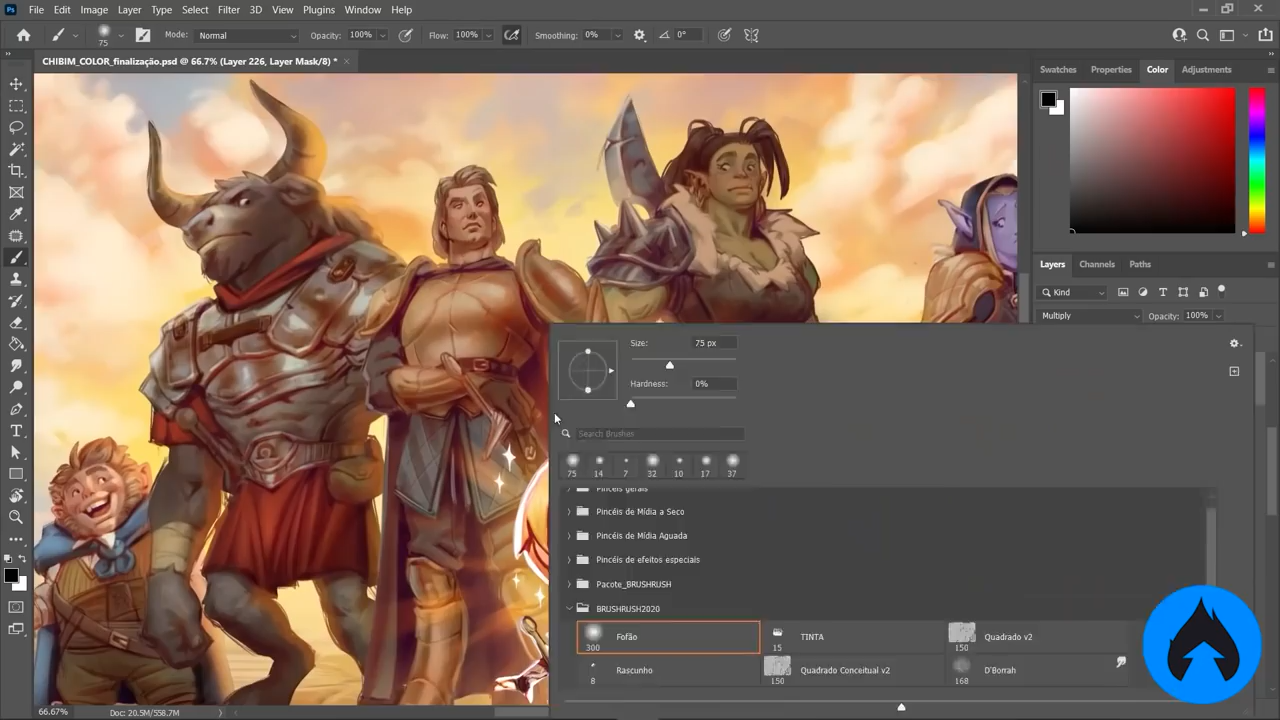 Ps File Edit Image Layer Type Select Filter 3D View Plugins Window Help
75 Mode: Normal Opacity: 100% Flow: 100% Smoothing: 0% 0°
CHIBIM_COLOR_finalização.psd @ 66.7% (Layer 226, Layer Mask/8) *
Swatches Properties Color Adjustments
Layers Channels Paths
Kind
Multiply Opacity: 100%
Size: 75 px
Hardness: 0%
Search Brushes
75 14 7 32 10 17 37
Pincéis gerais
Pincéis de Mídia a Seco
Pincéis de Mídia Aguada
Pincéis de efeitos especiais
Pacote_BRUSHRUSH
BRUSHRUSH2020
300 Fofão 15 TINTA 150 Quadrado v2
8 Rascunho 150 Quadrado Conceitual v2 168 D'Borrah
66.67% Doc: 20.5M/558.7M